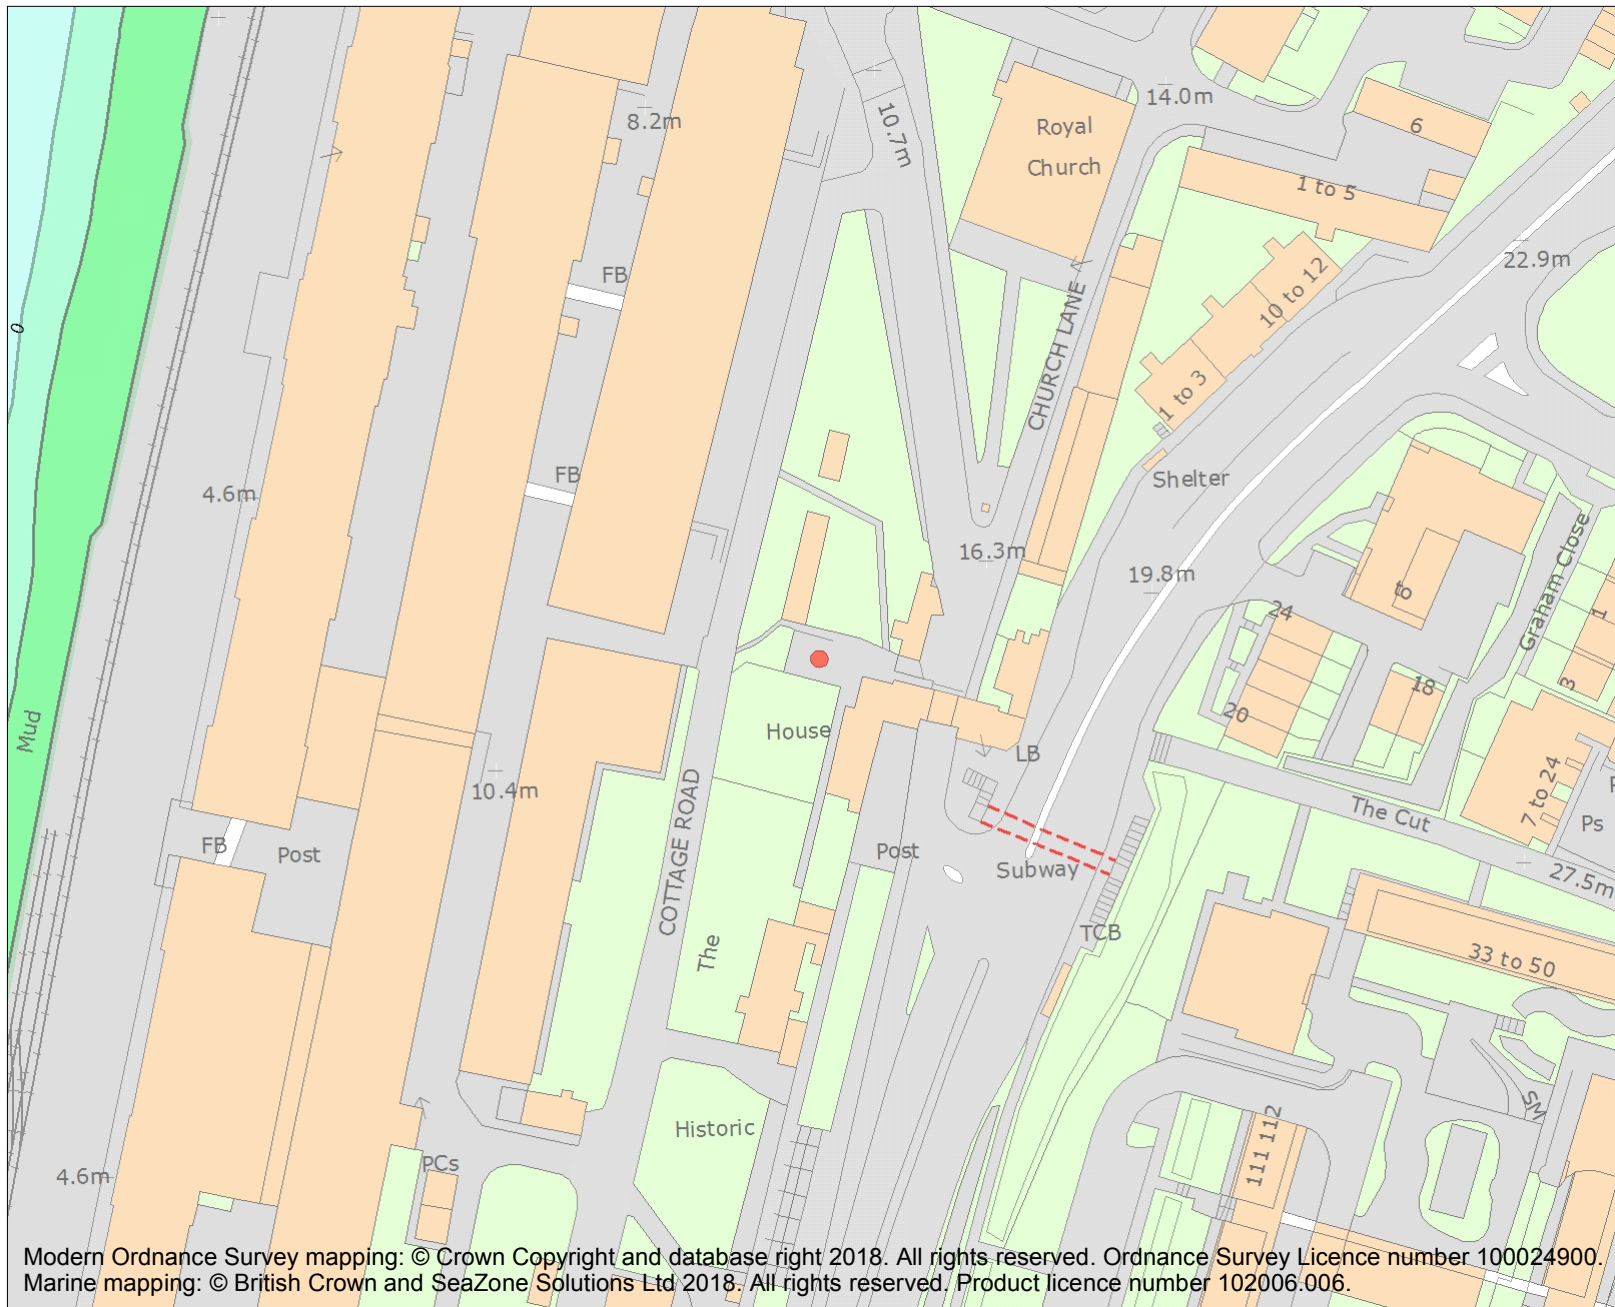 10.7m
14.0m
8.2m
Royal
Church
6
1 to 5
22.9m
FB
10 to 12
0
CHURCH LANE
1 to 3
FB
Shelter
4.6m
16.3m
19.8m
Graham Close
to
24
1
18
3
20
Mud
House
LB
10.4m
7 to 24
The Cut
Ps
COTTAGE ROAD
FB
Post
Post
Subway
27.5m
TCB
The
33 to 50
SM
Historic
111 112
PCs
4.6m
Modern Ordnance Survey mapping: © Crown Copyright and database right 2018. All rights reserved. Ordnance Survey Licence number 100024900.
Marine mapping: © British Crown and SeaZone Solutions Ltd 2018. All rights reserved. Product licence number 102006.006.